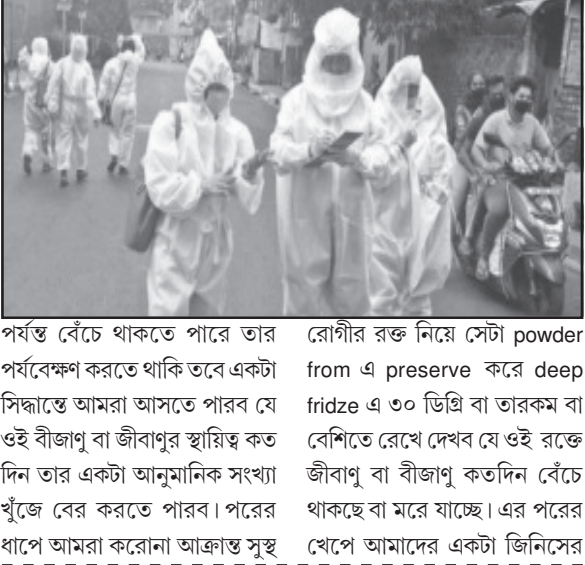 পর্যন্ত বেঁচে থাকতে পারে তার
পর্যবেক্ষণ করতে থাকি তবে একটা
সিদ্ধান্তে আমরা আসতে পারব যে
ওই বীজাণু বা জীবাণুর স্থায়িত্ব কত
দিন তার একটা আনুমানিক সংখ্যা
খুঁজে বের করতে পারব। পরের
ধাপে আমরা করোনা আক্রান্ত সুস্থ
রোগীর রক্ত নিয়ে সেটা powder
from এ preserve করে deep
fridze এ ৩০ ডিগ্রি বা তারকম বা
বেশিতে রেখে দেখব যে ওই রক্তে
জীবাণু বা বীজাণু কতদিন বেঁচে
থাকছে বা মরে যাচ্ছে। এর পরের
খেপে আমাদের একটা জিনিসের